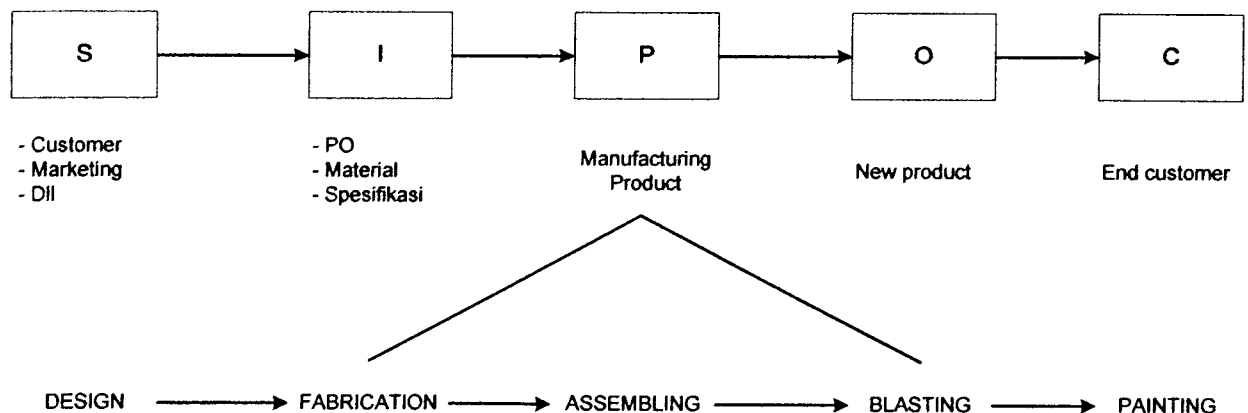 S I P O C
- Customer
- Marketing
- Dll
- PO
- Material
- Spesifikasi
Manufacturing
Product
New product
End customer
DESIGN FABRICATION ASSEMBLING BLASTING PAINTING